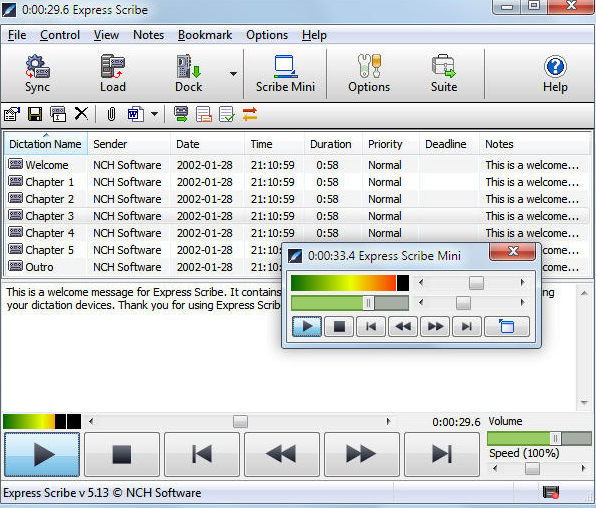 0:00:29.6 Express Scribe
File Control View Notes Bookmark Options Help
Sync Load Dock Scribe Mini Options Suite Help
Dictation Name Sender Date Time Duration Priority Deadline Notes
Welcome NCH Software 2002-01-28 21:10:59 0:58 Normal This is a welcome...
Chapter 1 NCH Software 2002-01-28 21:10:59 0:58 Normal This is a welcome...
Chapter 2 NCH Software 2002-01-28 21:10:59 0:58 Normal This is a welcome...
Chapter 3 NCH Software 2002-01-28 21:10:59 0:58 Normal This is a welcome...
Chapter 4 NCH Software 2002-01-28 21:10:59 0:58 Normal This is a welcome...
Chapter 5 NCH Software 2002-01-28
Outro NCH Software 2002-01-28
0:00:33.4 Express Scribe Mini
This is a welcome message for Express Scribe. It contains
your dictation devices. Thank you for using Express
0:00:29.6 Volume
Speed (100%)
Express Scribe v 5.13 © NCH Software